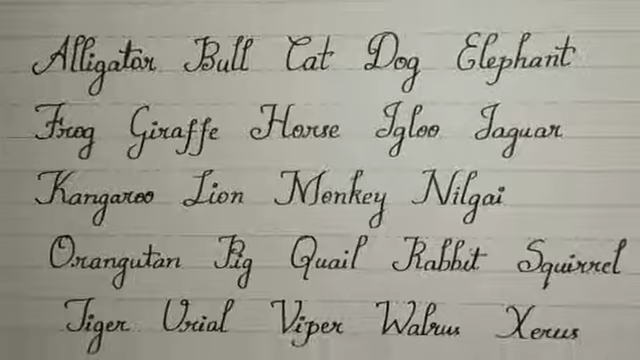 Alligator Bull Cat Dog Elephant
Frog Giraffe Horse Igloo Jaguar
Kangaroo Lion Monkey Nilgai
Orangutan Pig Quail Rabbit Squirrel
Tiger Urial Viper Walrus Xerus